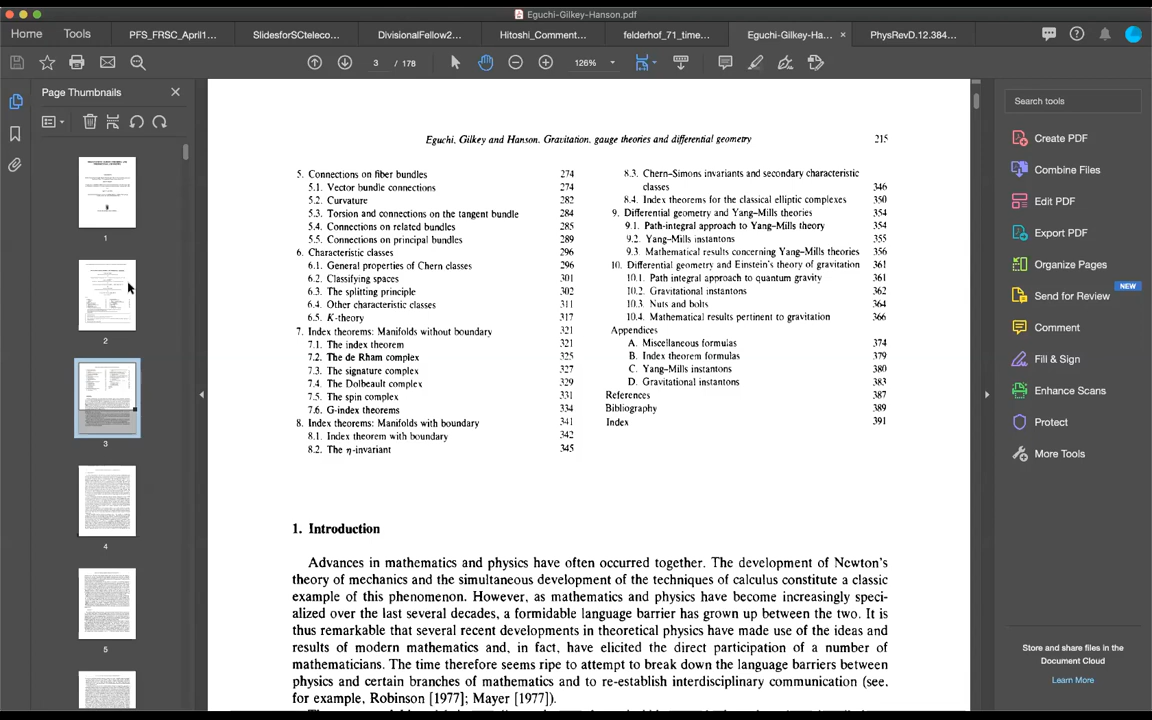 Eguchi-Gilkey-Hanson.pdf
Home
Tools
PFS_FRSC_April1...
SlidesforSCteleco...
DivisionalFellow2...
Hitoshi_Comment...
felderhof_71_time...
Eguchi-Gilkey-Ha...
PhysRevD.12.384...
3 / 178
126%
Page Thumbnails
1
2
3
4
5
Eguchi, Gilkey and Hanson, Gravitation, gauge theories and differential geometry 215
5. Connections on fiber bundles 274
5.1. Vector bundle connections 274
5.2. Curvature 282
5.3. Torsion and connections on the tangent bundle 284
5.4. Connections on related bundles 285
5.5. Connections on principal bundles 289
6. Characteristic classes 296
6.1. General properties of Chern classes 296
6.2. Classifying spaces 301
6.3. The splitting principle 302
6.4. Other characteristic classes 311
6.5. K-theory 317
7. Index theorems: Manifolds without boundary 321
7.1. The index theorem 321
7.2. The de Rham complex 325
7.3. The signature complex 327
7.4. The Dolbeault complex 329
7.5. The spin complex 331
7.6. G-index theorems 334
8. Index theorems: Manifolds with boundary 341
8.1. Index theorem with boundary 342
8.2. The η-invariant 345
8.3. Chern–Simons invariants and secondary characteristic
classes 346
8.4. Index theorems for the classical elliptic complexes 350
9. Differential geometry and Yang–Mills theories 354
9.1. Path-integral approach to Yang–Mills theory 354
9.2. Yang–Mills instantons 355
9.3. Mathematical results concerning Yang–Mills theories 356
10. Differential geometry and Einstein's theory of gravitation 361
10.1. Path integral approach to quantum gravity 361
10.2. Gravitational instantons 362
10.3. Nuts and bolts 364
10.4. Mathematical results pertinent to gravitation 366
Appendices
A. Miscellaneous formulas 374
B. Index theorem formulas 379
C. Yang–Mills instantons 380
D. Gravitational instantons 383
References 387
Bibliography 389
Index 391
1. Introduction
Advances in mathematics and physics have often occurred together. The development of Newton's
theory of mechanics and the simultaneous development of the techniques of calculus constitute a classic
example of this phenomenon. However, as mathematics and physics have become increasingly speci-
alized over the last several decades, a formidable language barrier has grown up between the two. It is
thus remarkable that several recent developments in theoretical physics have made use of the ideas and
results of modern mathematics and, in fact, have elicited the direct participation of a number of
mathematicians. The time therefore seems ripe to attempt to break down the language barriers between
physics and certain branches of mathematics and to re-establish interdisciplinary communication (see,
for example, Robinson [1977]; Mayer [1977]).
Search tools
Create PDF
Combine Files
Edit PDF
Export PDF
Organize Pages
NEW
Send for Review
Comment
Fill & Sign
Enhance Scans
Protect
More Tools
Store and share files in the
Document Cloud
Learn More